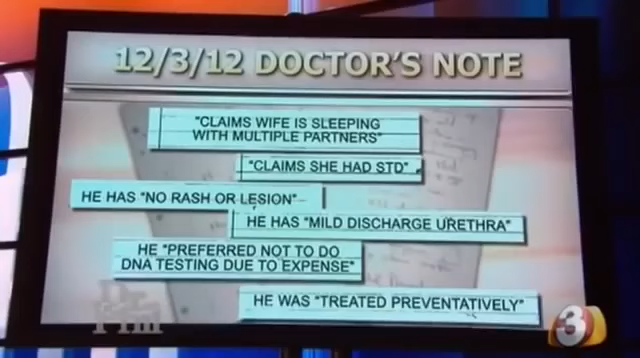 12/3/12 DOCTOR'S NOTE
"CLAIMS WIFE IS SLEEPING
WITH MULTIPLE PARTNERS"
"CLAIMS SHE HAD STD"
HE HAS "NO RASH OR LESION"
HE HAS "MILD DISCHARGE URETHRA"
HE "PREFERRED NOT TO DO
DNA TESTING DUE TO EXPENSE"
HE WAS "TREATED PREVENTATIVELY"
Dr.
Phil
3